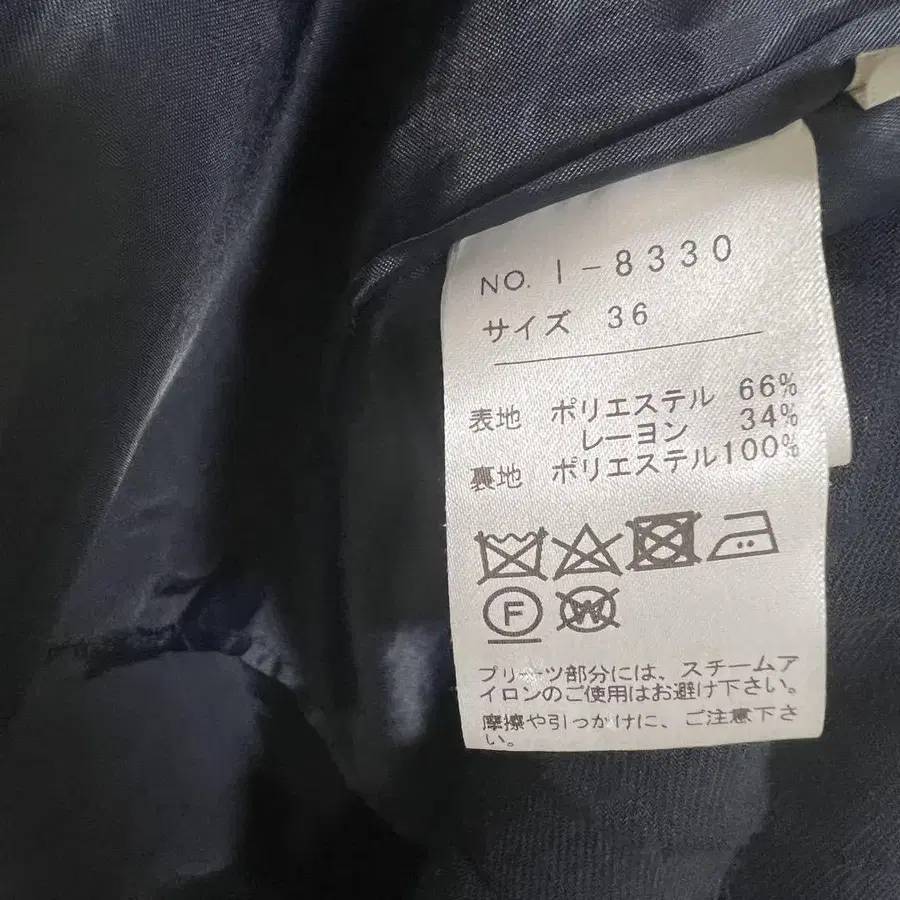 NO. I-8330
サイズ 36
表地 ポリエステル 66%
レーヨン 34%
裏地 ポリエステル100%
F
W
プリーツ部分には、スチームア
イロンのご使用はお避け下さい。
摩擦や引っかけに、ご注意下さ
い。